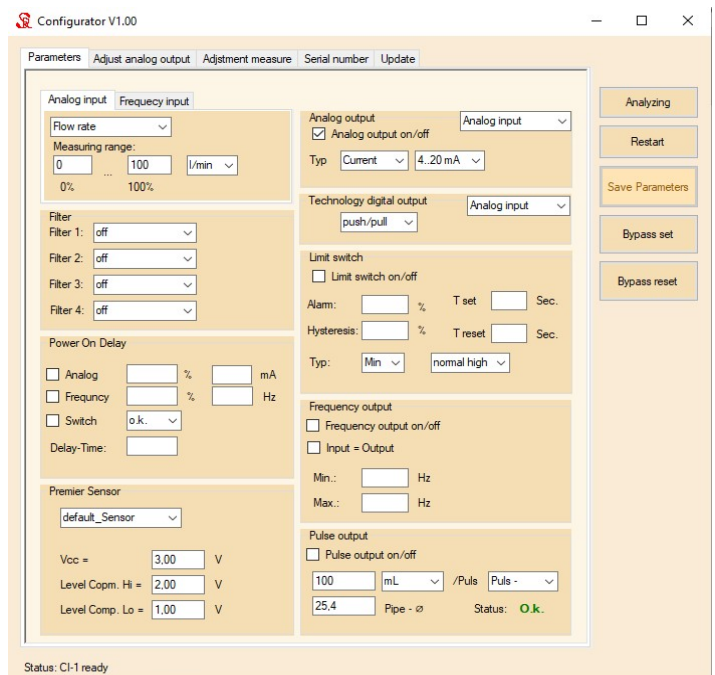 Configurator V1.00
Parameters Adjust analog output Adjstment measure Serial number Update
Analog input Frequecy input
Flow rate
Measuring range:
0 ... 100 l/min
0% 100%
Filter
Filter 1: off
Filter 2: off
Filter 3: off
Filter 4: off
Power On Delay
Analog % mA
Frequncy % Hz
Switch o.k.
Delay-Time:
Premier Sensor
default_Sensor
Vcc = 3,00 V
Level Copm. Hi = 2,00 V
Level Comp. Lo = 1,00 V
Analog output Analog input
Analog output on/off
Typ Current 4..20 mA
Technology digital output Analog input
push/pull
Limit switch
Limit switch on/off
Alarm: % T set Sec.
Hysteresis: % T reset Sec.
Typ: Min normal high
Frequency output
Frequency output on/off
Input = Output
Min.: Hz
Max.: Hz
Pulse output
Pulse output on/off
100 mL /Puls Puls -
25,4 Pipe - ⌀ Status: O.k.
Analyzing
Restart
Save Parameters
Bypass set
Bypass reset
Status: CI-1 ready